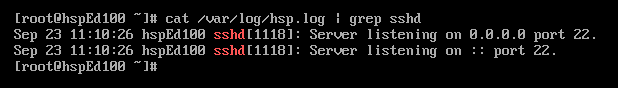 [root@hspEd100 ~]# cat /var/log/hsp.log | grep sshd
Sep 23 11:10:26 hspEd100 sshd[1118]: Server listening on 0.0.0.0 port 22.
Sep 23 11:10:26 hspEd100 sshd[1118]: Server listening on :: port 22.
[root@hspEd100 ~]#